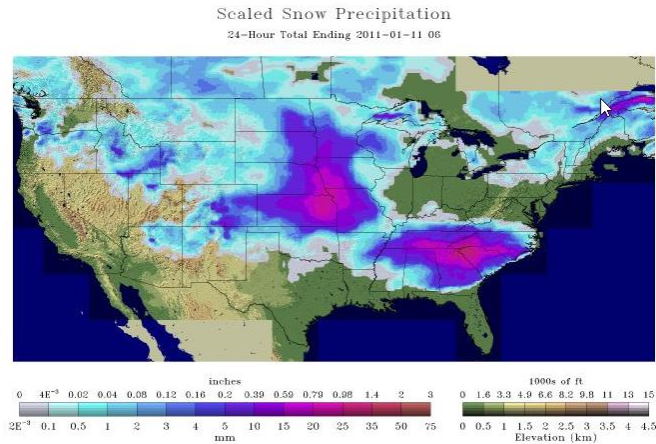 Scaled Snow Precipitation
24-Hour Total Ending 2011-01-11 06
inches
0 4E⁻³ 0.02 0.04 0.08 0.12 0.16 0.2 0.39 0.59 0.79 0.98 1.4 2 3
2E⁻³ 0.1 0.5 1 2 3 4 5 10 15 20 25 35 50 75
mm
1000s of ft
0 1.6 3.3 4.9 6.6 8.2 9.8 11 13 15
0 0.5 1 1.5 2 2.5 3 3.5 4 4.5
Elevation (km)